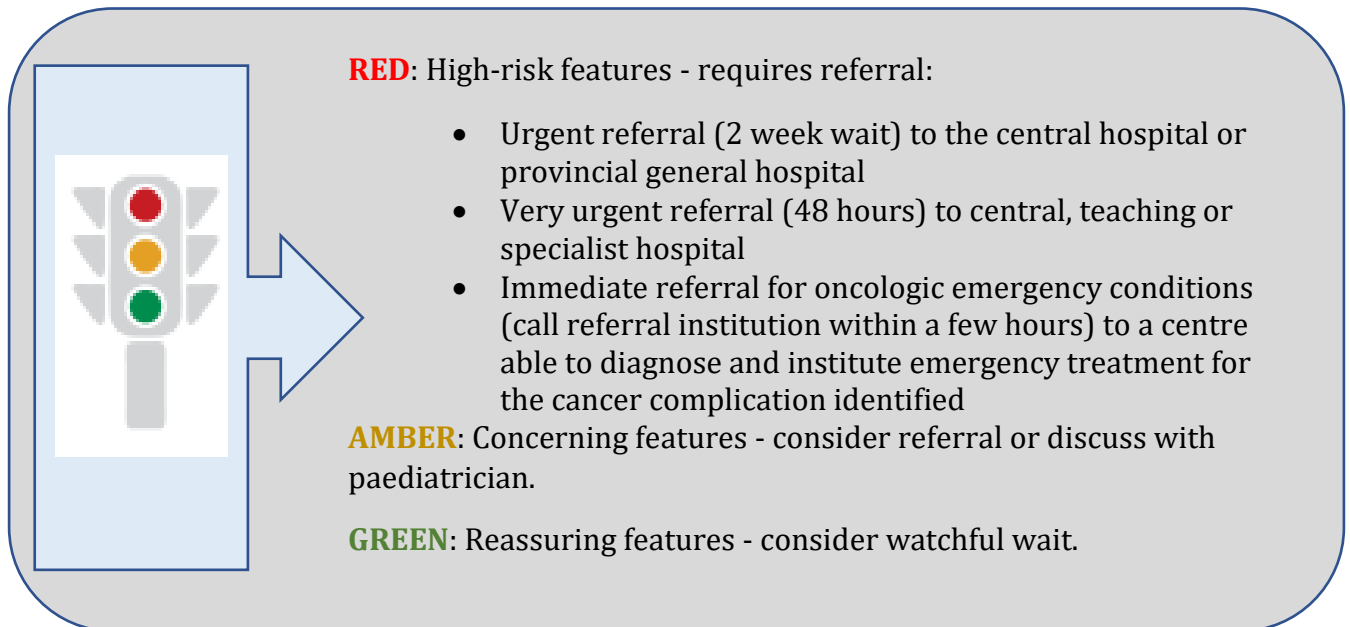 RED: High-risk features - requires referral:
• Urgent referral (2 week wait) to the central hospital or
provincial general hospital
• Very urgent referral (48 hours) to central, teaching or
specialist hospital
• Immediate referral for oncologic emergency conditions
(call referral institution within a few hours) to a centre
able to diagnose and institute emergency treatment for
the cancer complication identified
AMBER: Concerning features - consider referral or discuss with
paediatrician.
GREEN: Reassuring features - consider watchful wait.